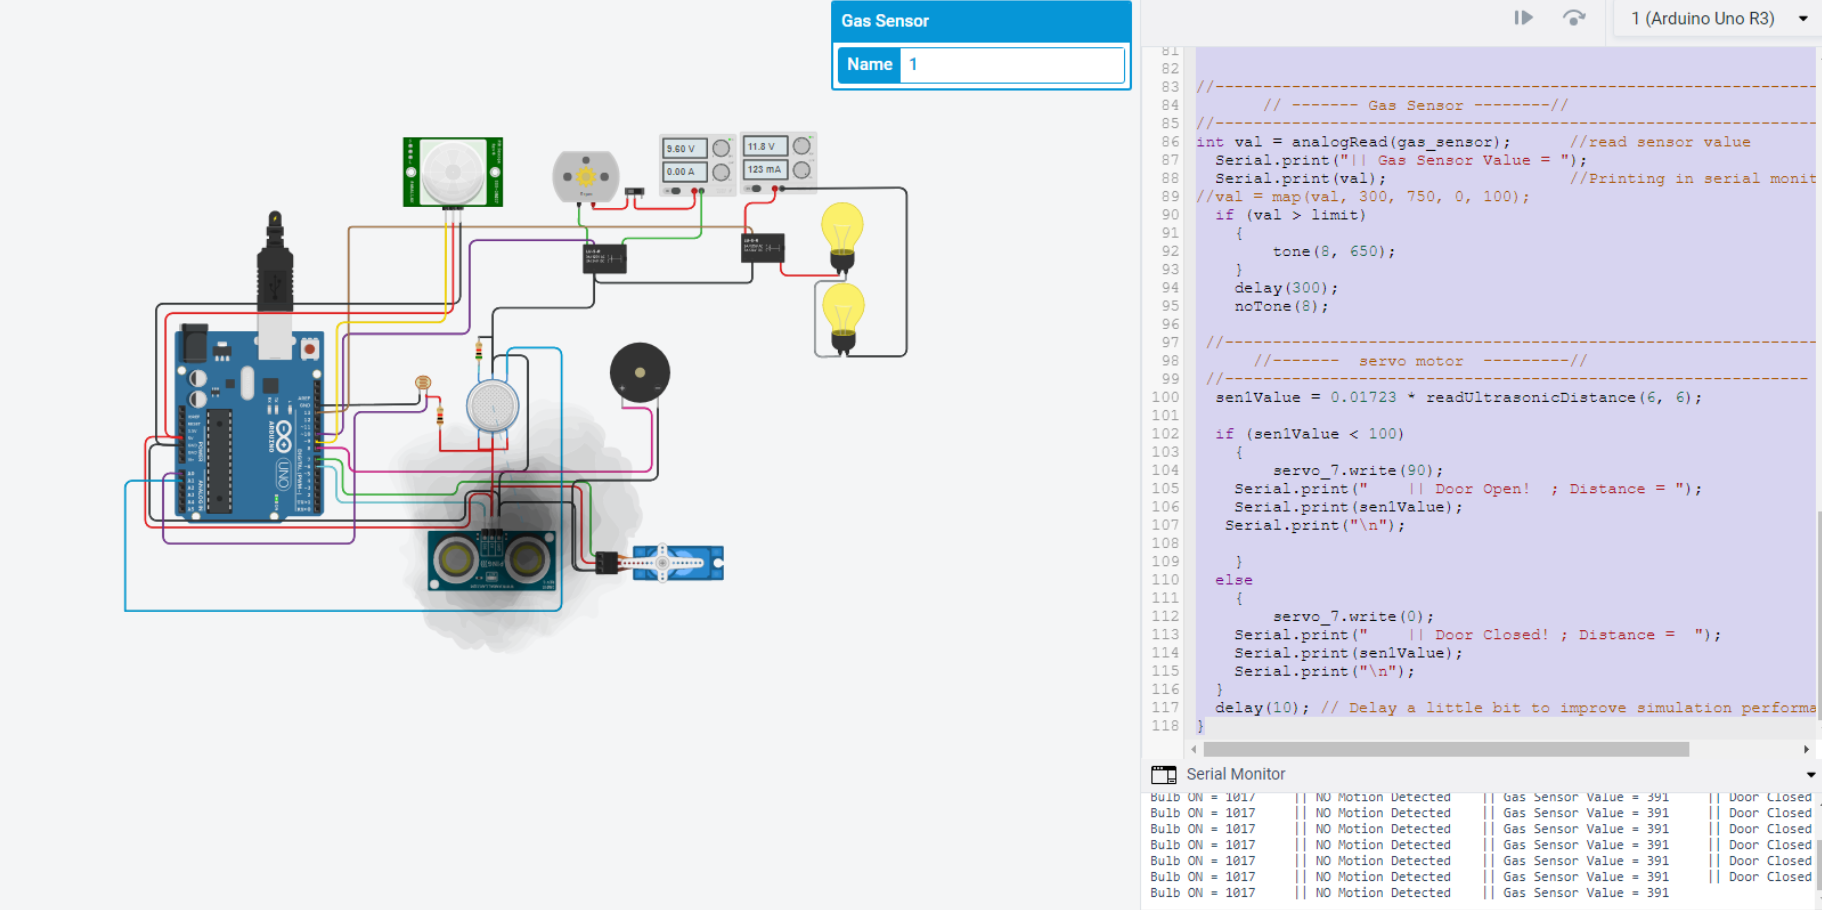 Gas Sensor
Name 1
1 (Arduino Uno R3)
9.60 V
0.00 A
11.8 V
123 mA
ARDUINO
UNO
81
82
83 //----------------------------------------------------------------
84 // ------- Gas Sensor --------//
85 //----------------------------------------------------------------
86 int val = analogRead(gas_sensor); //read sensor value
87 Serial.print("|| Gas Sensor Value = ");
88 Serial.print(val); //Printing in serial monit
89 //val = map(val, 300, 750, 0, 100);
90 if (val > limit)
91 {
92 tone(8, 650);
93 }
94 delay(300);
95 noTone(8);
96
97 //---------------------------------------------------------------
98 //------- servo motor ---------//
99 //-------------------------------------------------------------
100 sen1Value = 0.01723 * readUltrasonicDistance(6, 6);
101
102 if (sen1Value < 100)
103 {
104 servo_7.write(90);
105 Serial.print(" || Door Open! ; Distance = ");
106 Serial.print(sen1Value);
107 Serial.print("\n");
108
109 }
110 else
111 {
112 servo_7.write(0);
113 Serial.print(" || Door Closed! ; Distance = ");
114 Serial.print(sen1Value);
115 Serial.print("\n");
116 }
117 delay(10); // Delay a little bit to improve simulation performa
118 }
Serial Monitor
Bulb ON = 1017 || NO Motion Detected || Gas Sensor Value = 391 || Door Closed
Bulb ON = 1017 || NO Motion Detected || Gas Sensor Value = 391 || Door Closed
Bulb ON = 1017 || NO Motion Detected || Gas Sensor Value = 391 || Door Closed
Bulb ON = 1017 || NO Motion Detected || Gas Sensor Value = 391 || Door Closed
Bulb ON = 1017 || NO Motion Detected || Gas Sensor Value = 391 || Door Closed
Bulb ON = 1017 || NO Motion Detected || Gas Sensor Value = 391 || Door Closed
Bulb ON = 1017 || NO Motion Detected || Gas Sensor Value = 391